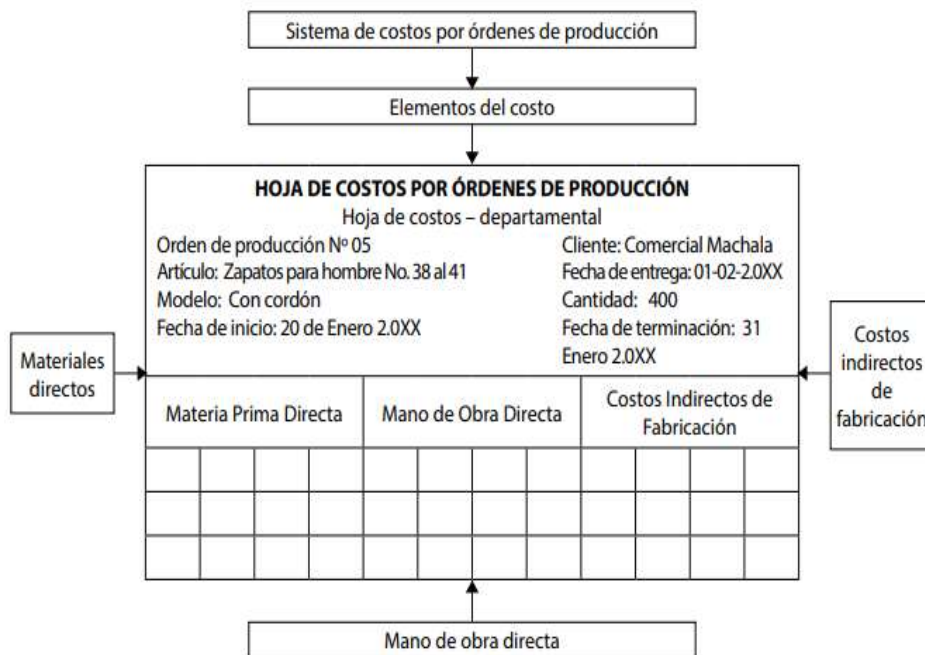 Sistema de costos por órdenes de producción
Elementos del costo
HOJA DE COSTOS POR ÓRDENES DE PRODUCCIÓN
Hoja de costos – departamental
Orden de producción Nº 05
Artículo: Zapatos para hombre No. 38 al 41
Modelo: Con cordón
Fecha de inicio: 20 de Enero 2.0XX
Cliente: Comercial Machala
Fecha de entrega: 01-02-2.0XX
Cantidad: 400
Fecha de terminación: 31
Enero 2.0XX
Materiales
directos
Costos
indirectos
de
fabricación
Materia Prima Directa
Mano de Obra Directa
Costos Indirectos de
Fabricación
Mano de obra directa